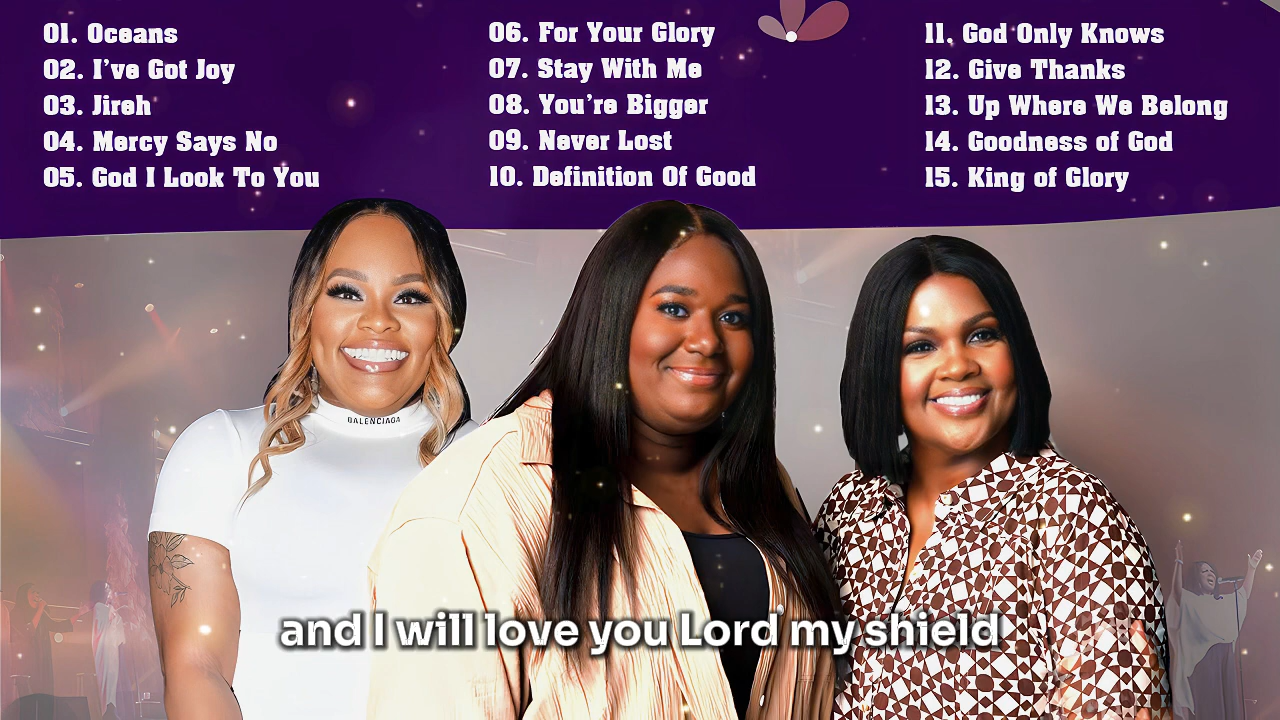 01. Oceans
02. I've Got Joy
03. Jireh
04. Mercy Says No
05. God I Look To You
06. For Your Glory
07. Stay With Me
08. You're Bigger
09. Never Lost
10. Definition Of Good
11. God Only Knows
12. Give Thanks
13. Up Where We Belong
14. Goodness of God
15. King of Glory
BALENCIAGA
and I will love you Lord my shield